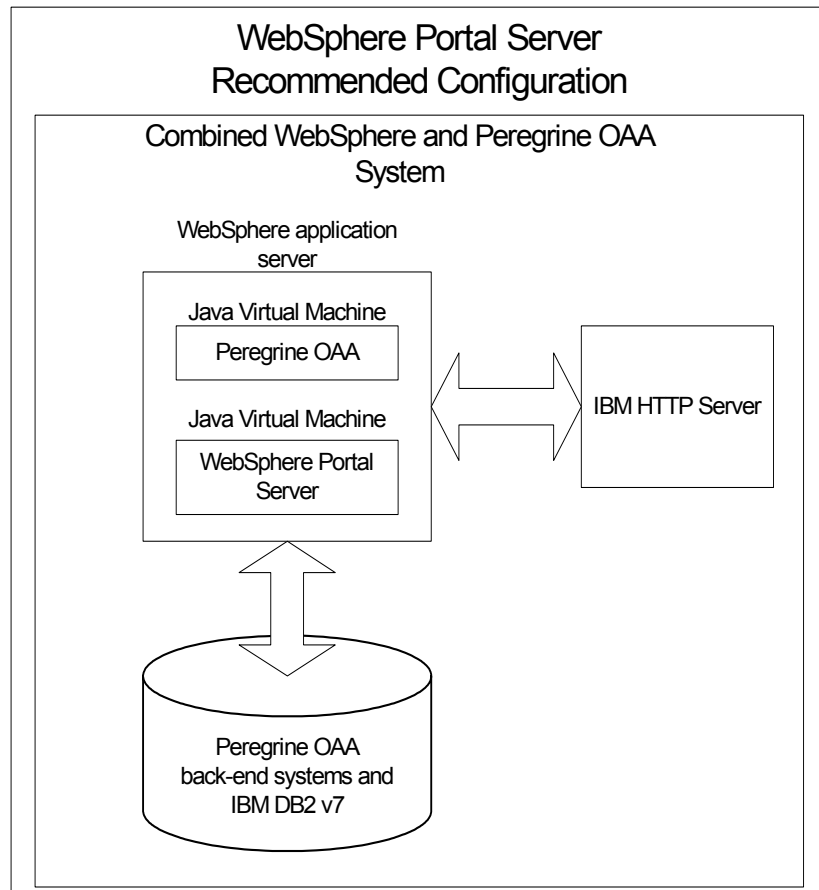 WebSphere Portal Server
Recommended Configuration
Combined WebSphere and Peregrine OAA
System
WebSphere application
server
Java Virtual Machine
Peregrine OAA
Java Virtual Machine
WebSphere Portal
Server
IBM HTTP Server
Peregrine OAA
back-end systems and
IBM DB2 v7